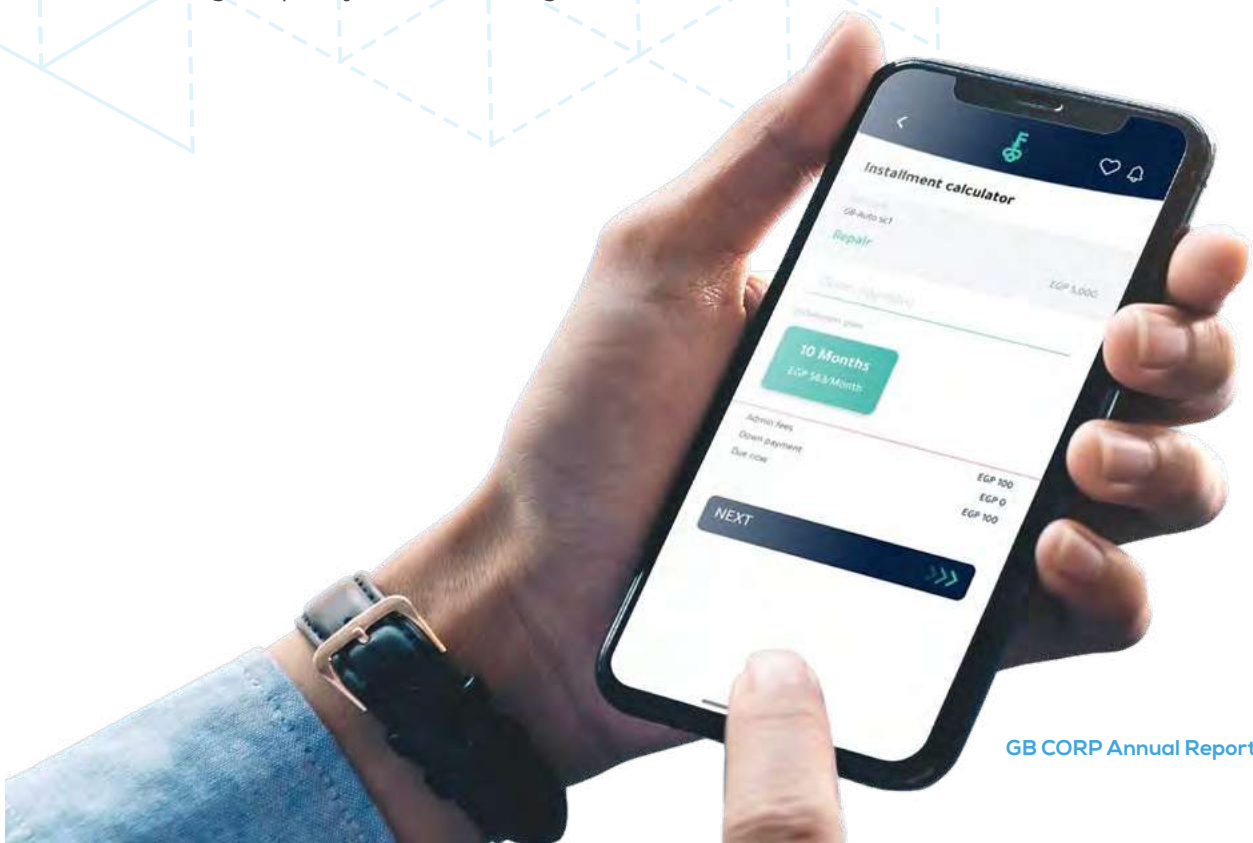 Installment calculator
GB-Auto sc1
Repair
EGP 5,000
10 Months
EGP 563/Month
Admin fees
EGP 100
Down payment
EGP 0
Due now
EGP 100
NEXT
GB CORP Annual Report